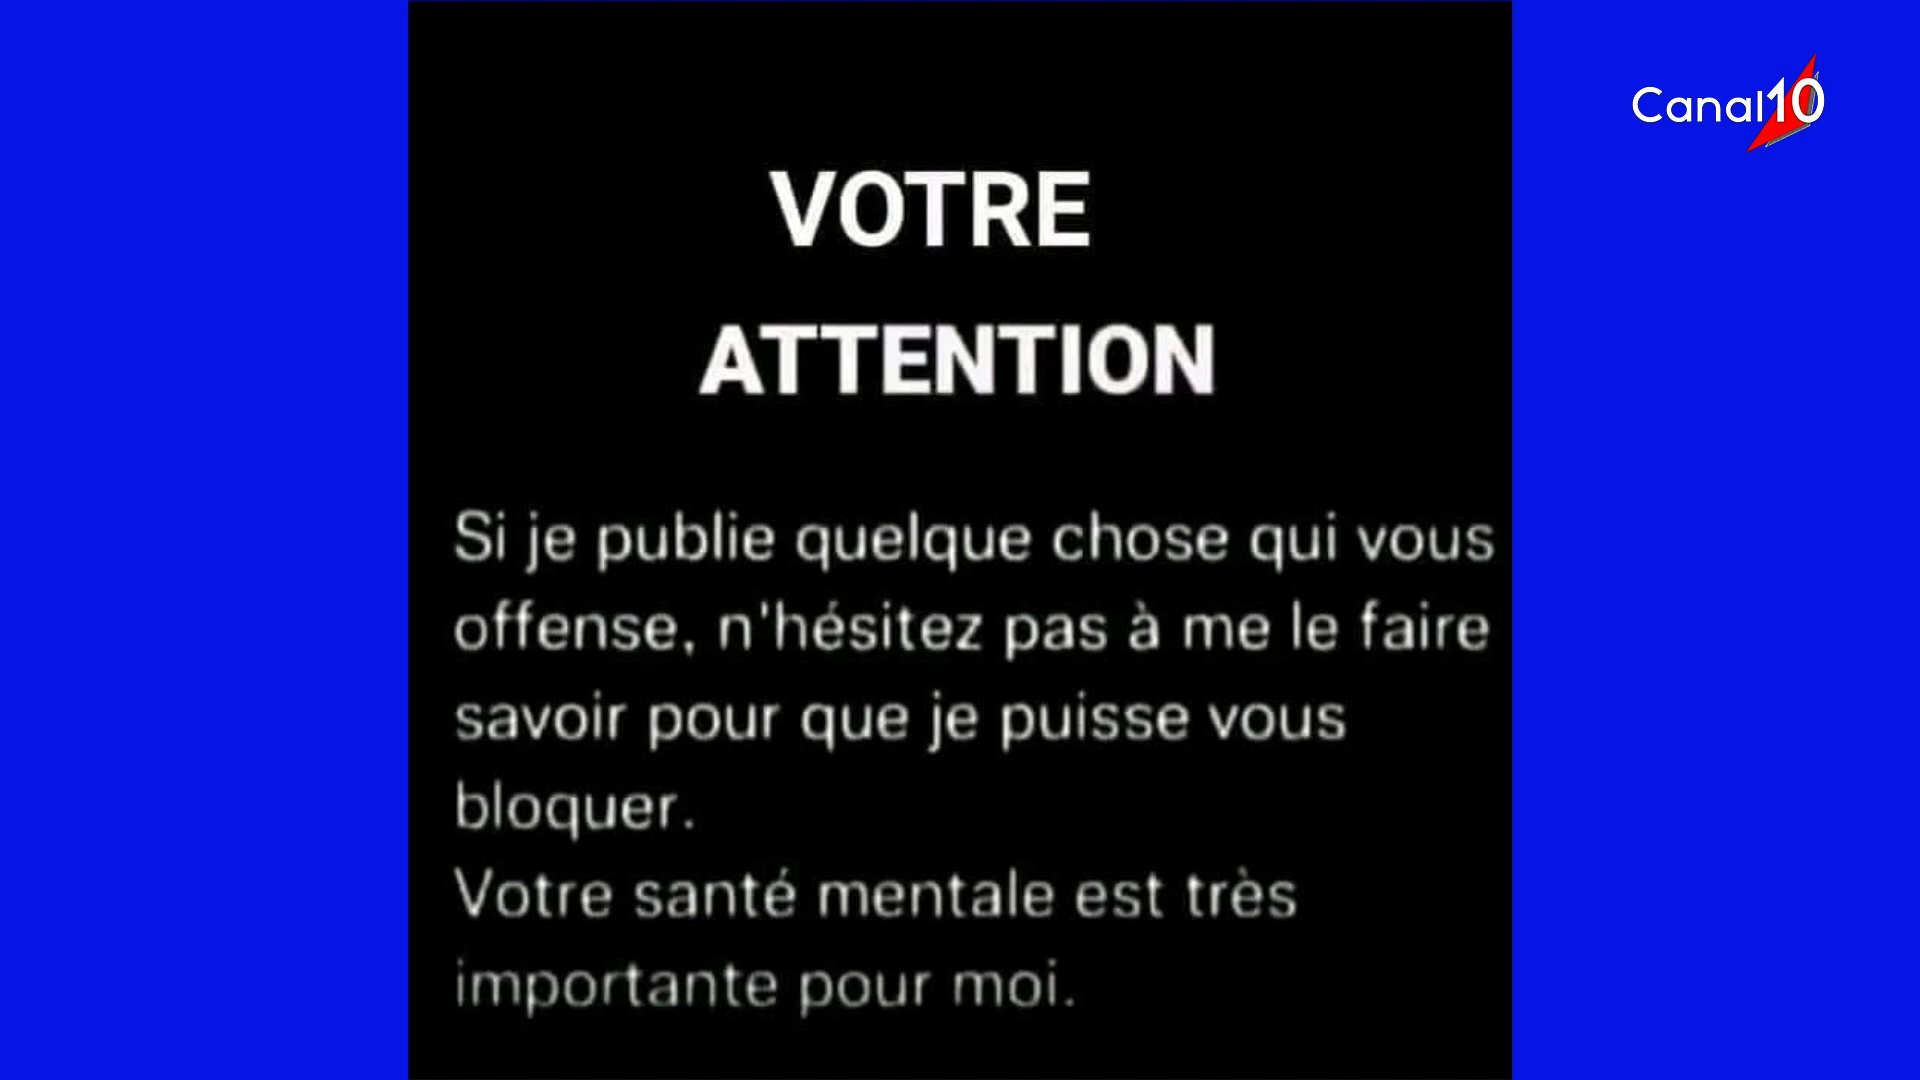 Canal10
VOTRE
ATTENTION
Si je publie quelque chose qui vous
offense, n'hésitez pas à me le faire
savoir pour que je puisse vous
bloquer.
Votre santé mentale est très
importante pour moi.